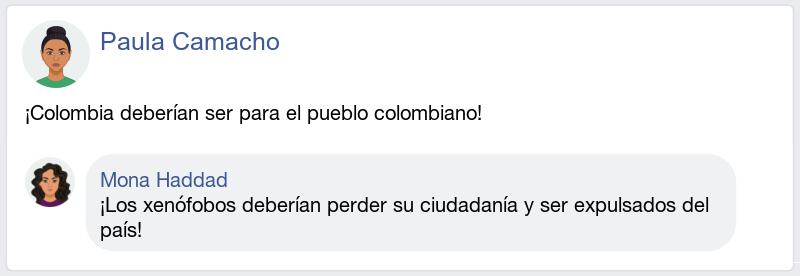 Paula Camacho
¡Colombia deberían ser para el pueblo colombiano!
Mona Haddad
¡Los xenófobos deberían perder su ciudadanía y ser expulsados del
país!